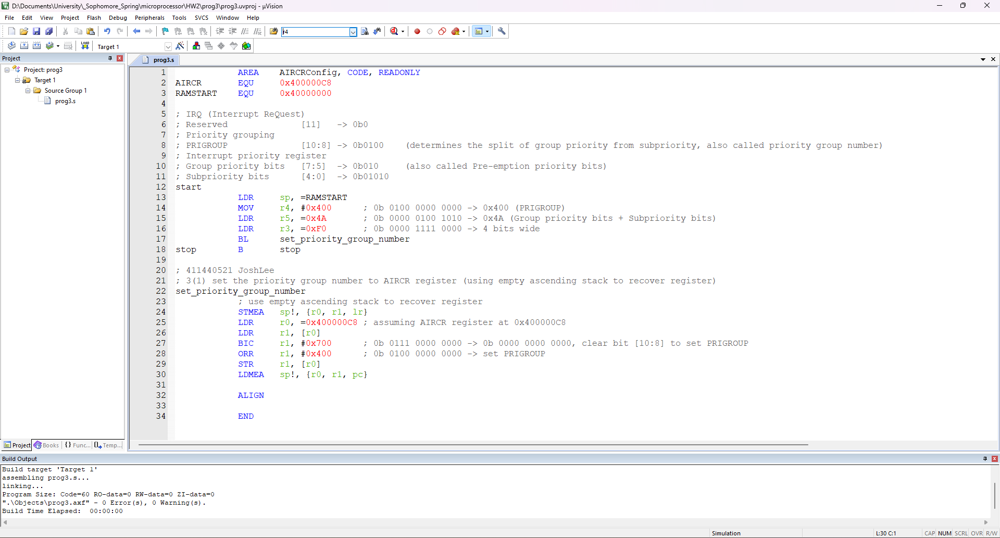 D:\Documents\University\_Sophomore_Spring\microprocessor\HW2\prog3\prog3.uvproj - µVision
File Edit View Project Flash Debug Peripherals Tools SVCS Window Help
r4
LOAD Target 1
Project
Project: prog3
Target 1
Source Group 1
prog3.s
Project Books {} Func... Temp...
prog3.s
1 AREA AIRCRConfig, CODE, READONLY
2 AIRCR EQU 0x400000C8
3 RAMSTART EQU 0x40000000
4
5 ; IRQ (Interrupt ReQuest)
6 ; Reserved [11] -> 0b0
7 ; Priority grouping
8 ; PRIGROUP [10:8] -> 0b0100 (determines the split of group priority from subpriority, also called priority group number)
9 ; Interrupt priority register
10 ; Group priority bits [7:5] -> 0b010 (also called Pre-emption priority bits)
11 ; Subpriority bits [4:0] -> 0b01010
12 start
13 LDR sp, =RAMSTART
14 MOV r4, #0x400 ; 0b 0100 0000 0000 -> 0x400 (PRIGROUP)
15 LDR r5, =0x4A ; 0b 0000 0100 1010 -> 0x4A (Group priority bits + Subpriority bits)
16 LDR r3, =0xF0 ; 0b 0000 1111 0000 -> 4 bits wide
17 BL set_priority_group_number
18 stop B stop
19
20 ; 411440521 JoshLee
21 ; 3(1) set the priority group number to AIRCR register (using empty ascending stack to recover register)
22 set_priority_group_number
23 ; use empty ascending stack to recover register
24 STMEA sp!, {r0, r1, lr}
25 LDR r0, =0x400000C8 ; assuming AIRCR register at 0x400000C8
26 LDR r1, [r0]
27 BIC r1, #0x700 ; 0b 0111 0000 0000 -> 0b 0000 0000 0000, clear bit [10:8] to set PRIGROUP
28 ORR r1, #0x400 ; 0b 0100 0000 0000 -> set PRIGROUP
29 STR r1, [r0]
30 LDMEA sp!, {r0, r1, pc}
31
32 ALIGN
33
34 END
Build Output
Build target 'Target 1'
assembling prog3.s...
linking...
Program Size: Code=60 RO-data=0 RW-data=0 ZI-data=0
".\Objects\prog3.axf" - 0 Error(s), 0 Warning(s).
Build Time Elapsed: 00:00:00
Simulation L:30 C:1 CAP NUM SCRL OVR R/W